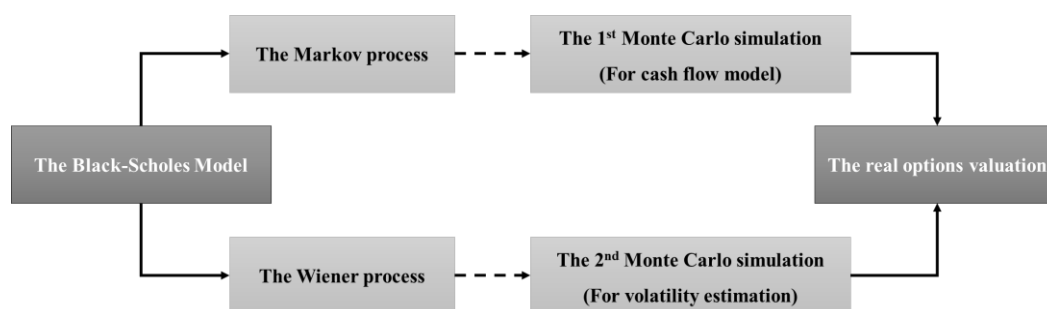 The Markov process
The 1st Monte Carlo simulation
(For cash flow model)
The Black-Scholes Model
The real options valuation
The Wiener process
The 2nd Monte Carlo simulation
(For volatility estimation)